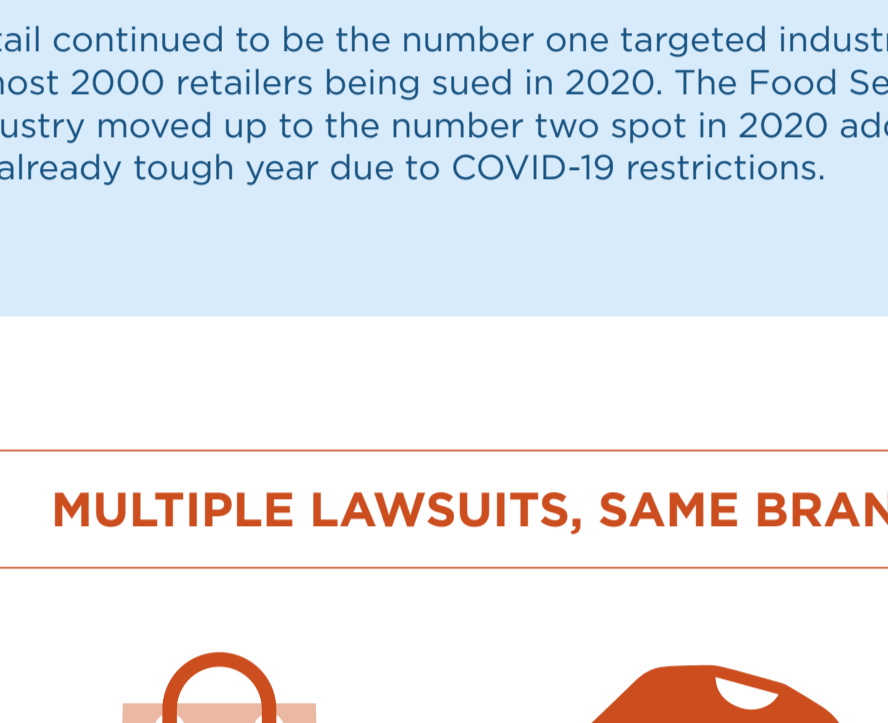 tail continued to be the number one targeted industr
most 2000 retailers being sued in 2020. The Food Se
ustry moved up to the number two spot in 2020 add
already tough year due to COVID-19 restrictions.
MULTIPLE LAWSUITS, SAME BRAN